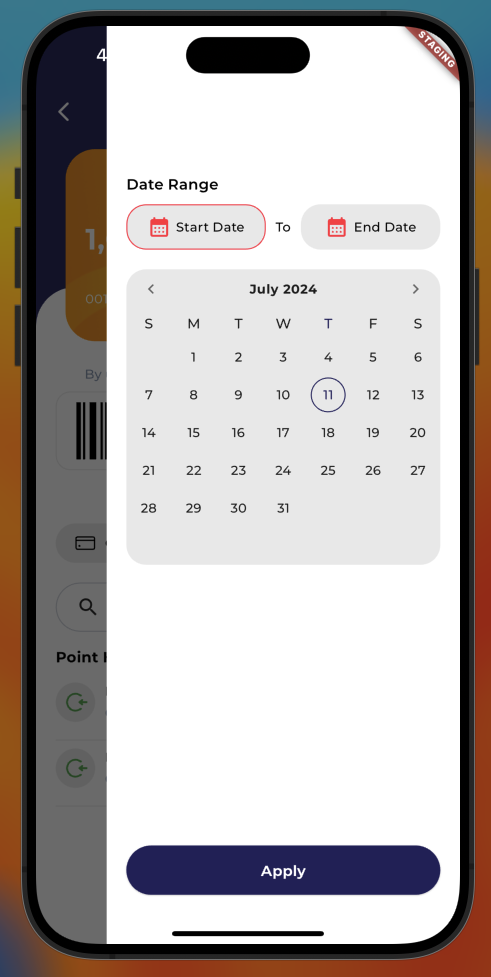 4
STAGING
1,
001
By
Date Range
Start Date
To
End Date
July 2024
S M T W T F S
1 2 3 4 5 6
7 8 9 10 11 12 13
14 15 16 17 18 19 20
21 22 23 24 25 26 27
28 29 30 31
Point
Apply